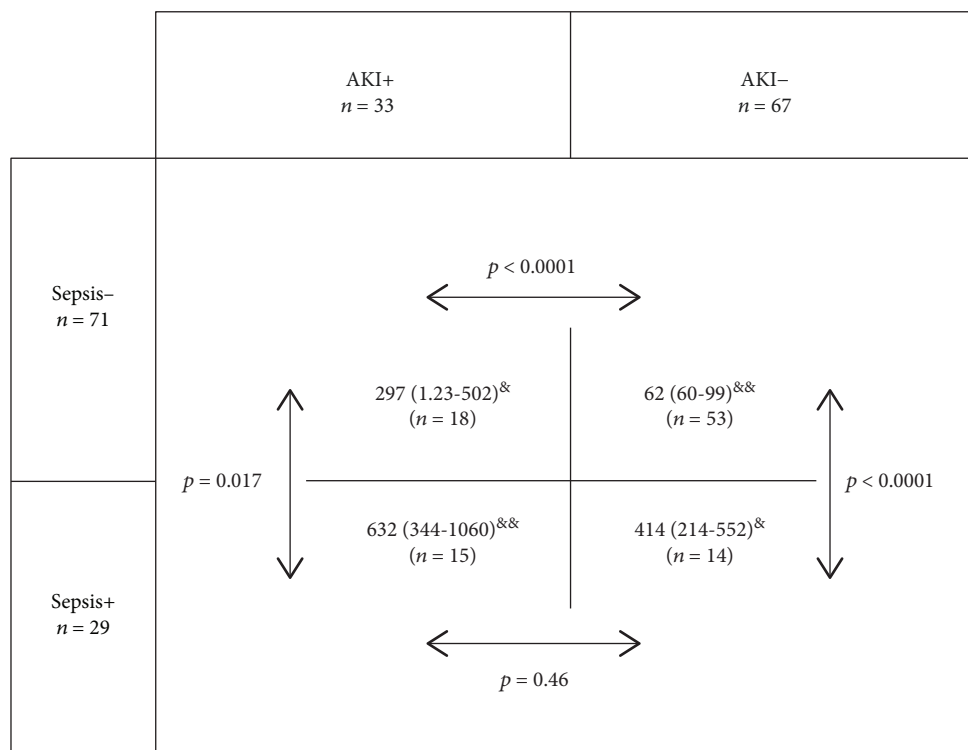 AKI+
n = 33
AKI−
n = 67
Sepsis−
n = 71
p < 0.0001
297 (1.23-502)&
(n = 18)
62 (60-99)&&
(n = 53)
p = 0.017
p < 0.0001
632 (344-1060)&&
(n = 15)
414 (214-552)&
(n = 14)
Sepsis+
n = 29
p = 0.46